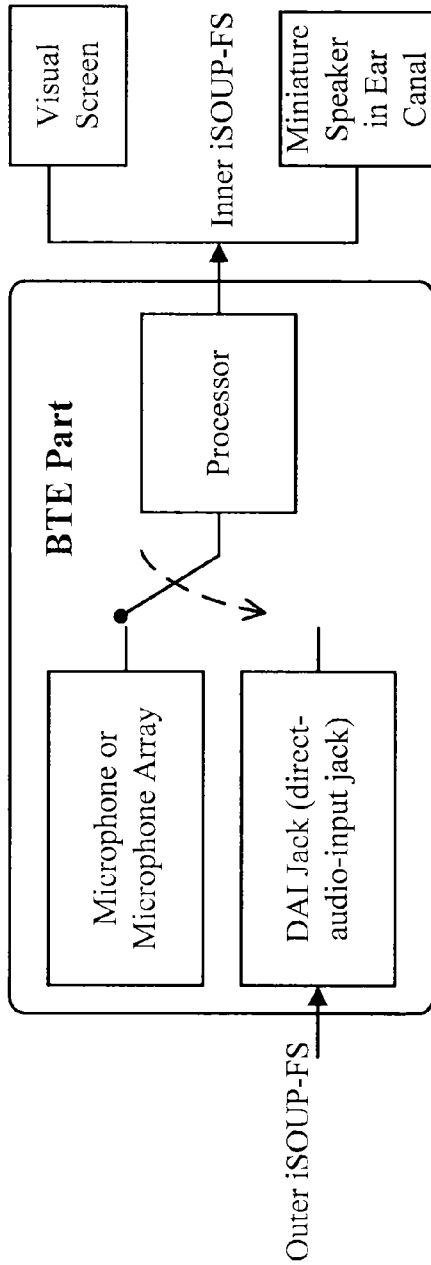 Outer iSOUP-FS
BTE Part
Microphone or
Microphone Array
DAI Jack (direct-
audio-input jack)
Processor
Inner iSOUP-FS
Visual
Screen
Miniature
Speaker
in Ear
Canal